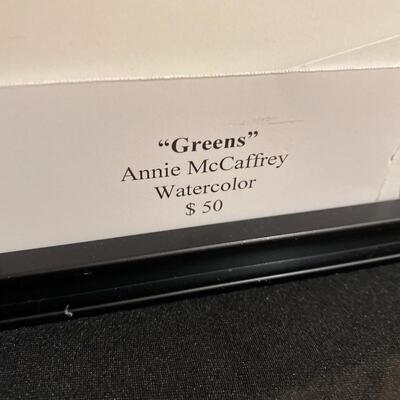 “Greens”
Annie McCaffrey
Watercolor
$ 50